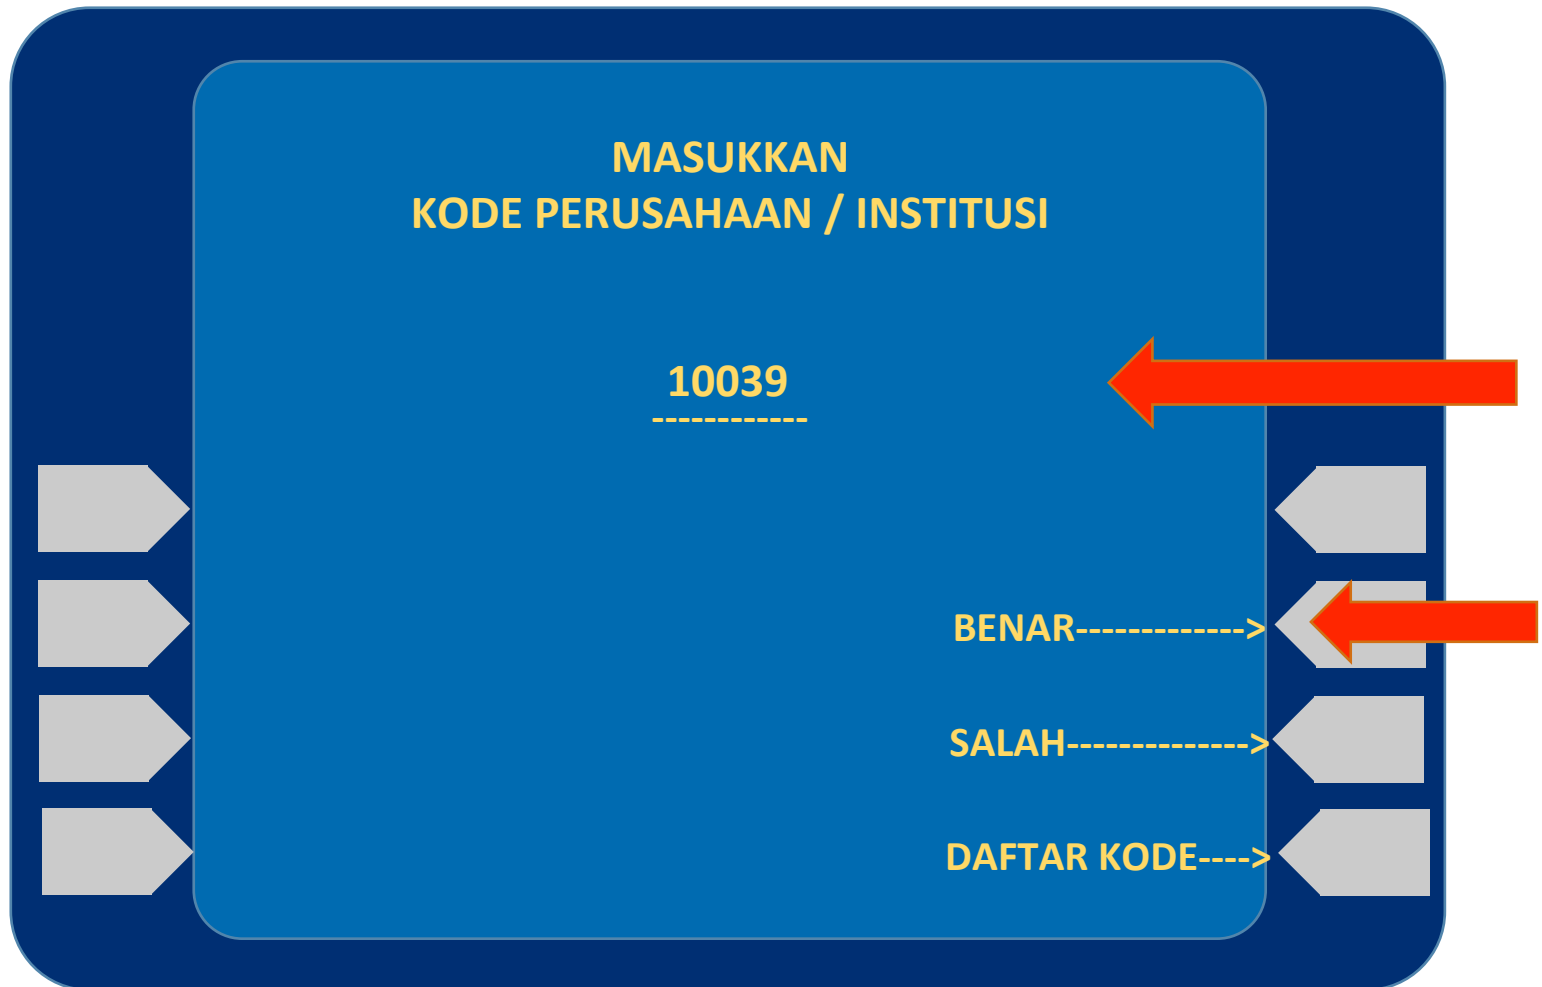 MASUKKAN
KODE PERUSAHAAN / INSTITUSI
10039
------------
BENAR------------->
SALAH-------------->
DAFTAR KODE---->